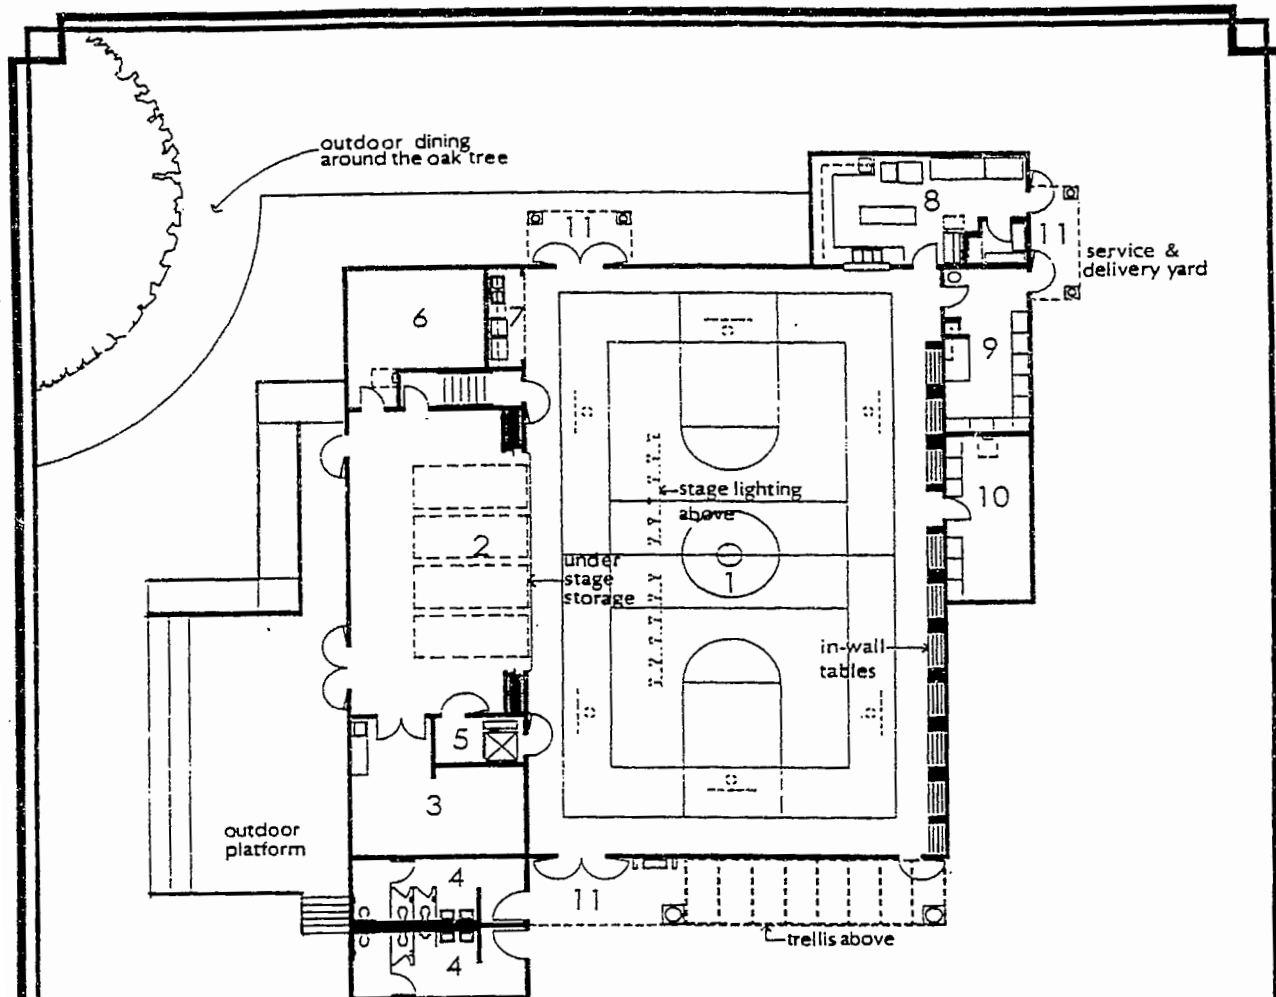 outdoor dining
around the oak tree
8
11
11
service &
delivery yard
6
7
9
stage lighting
above
10
2
under
stage
storage
1
in-wall
tables
5
3
outdoor
platform
4
11
trellis above
4